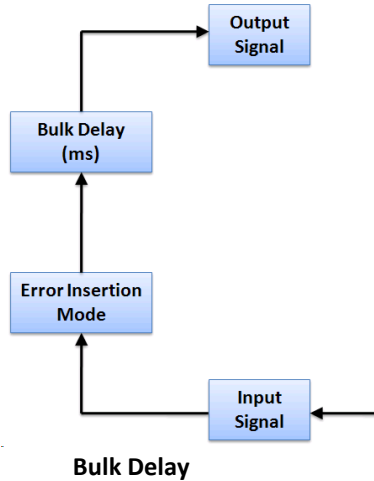 Output
Signal
Bulk Delay
(ms)
Error Insertion
Mode
Input
Signal
Bulk Delay